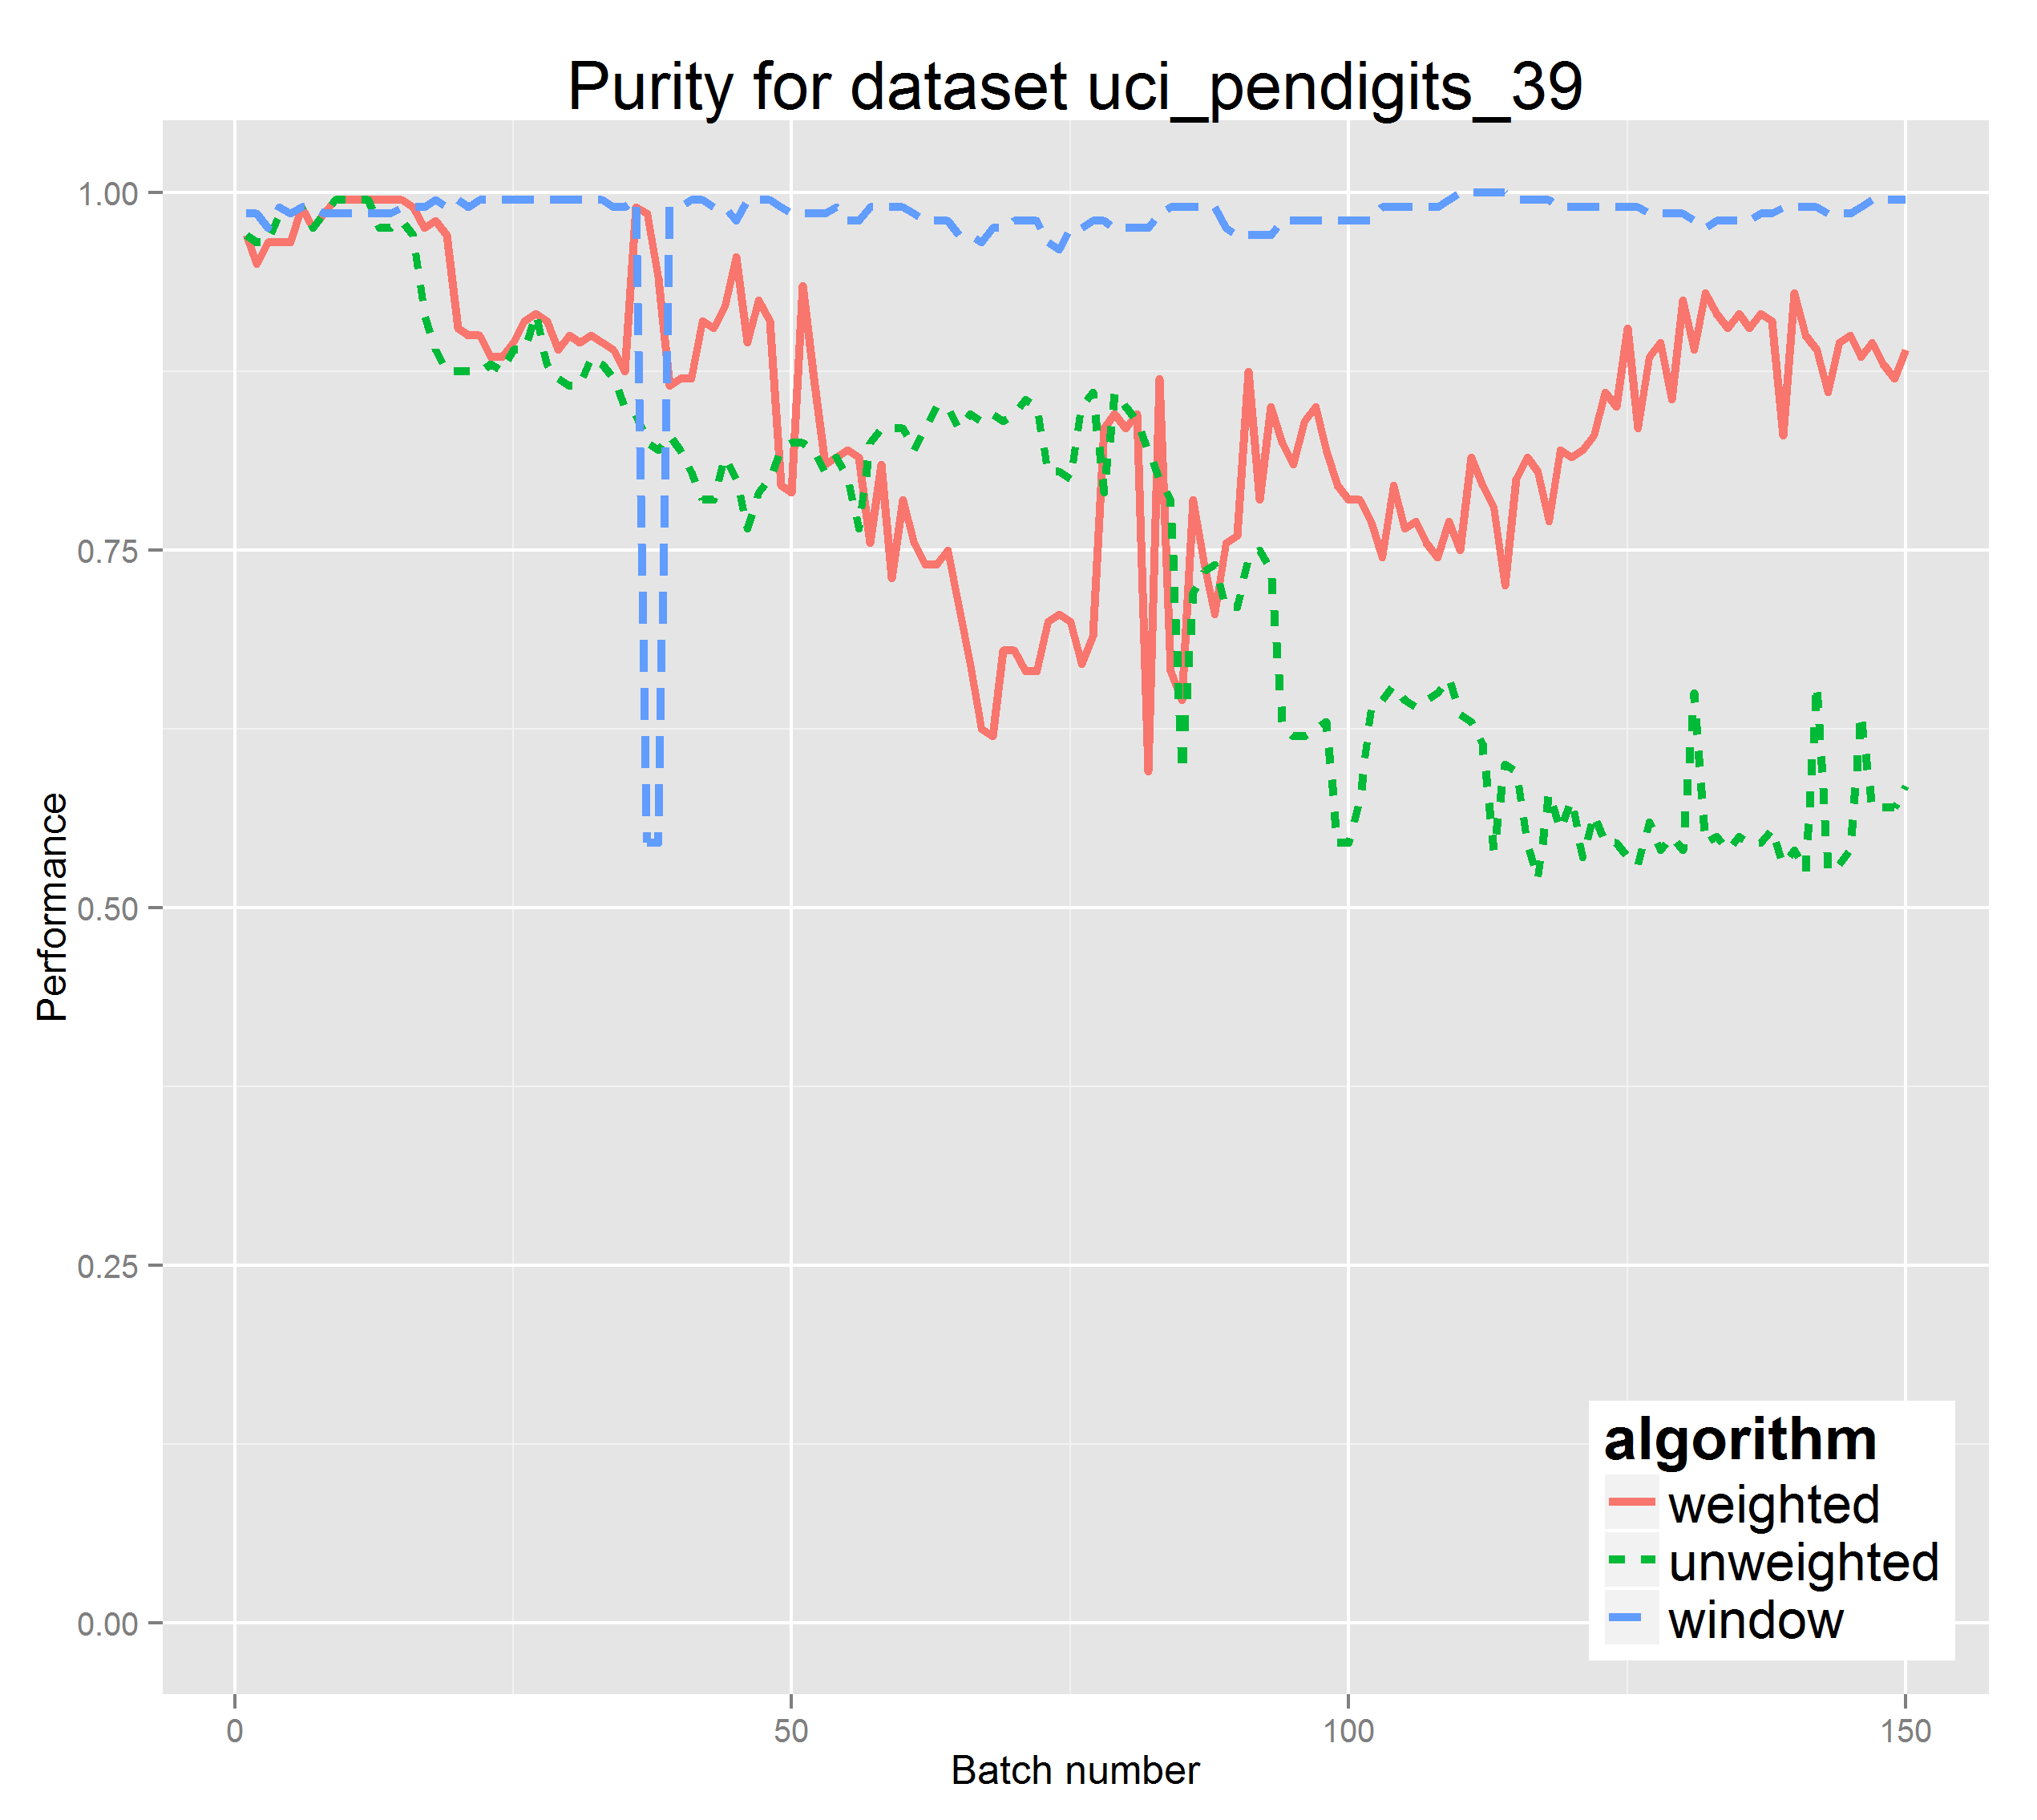 Purity for dataset uci_pendigits_39
1.00
0.75
0.50
0.25
0.00
Performance
0
50
100
150
Batch number
algorithm
weighted
unweighted
window